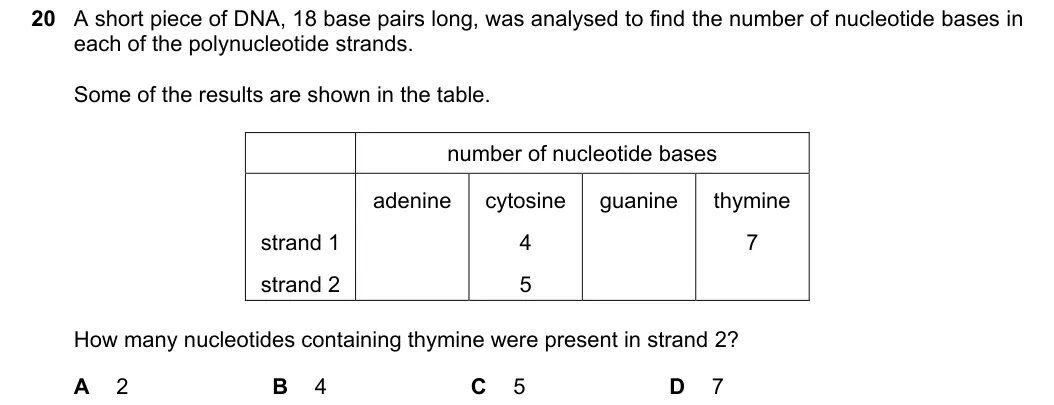 20 A short piece of DNA, 18 base pairs long, was analysed to find the number of nucleotide bases in
each of the polynucleotide strands.
Some of the results are shown in the table.
number of nucleotide bases
adenine cytosine guanine thymine
strand 1 4 7
strand 2 5
How many nucleotides containing thymine were present in strand 2?
A 2 B 4 C 5 D 7